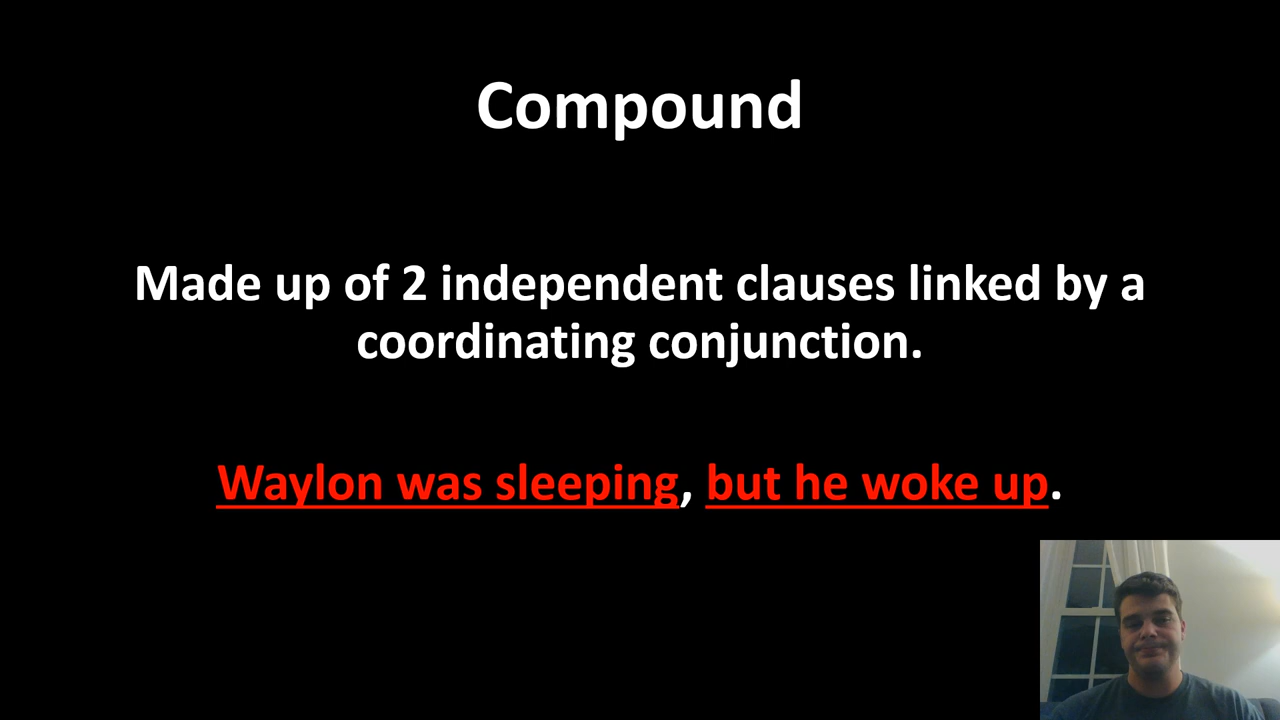 Compound
Made up of 2 independent clauses linked by a
coordinating conjunction.
Waylon was sleeping, but he woke up.